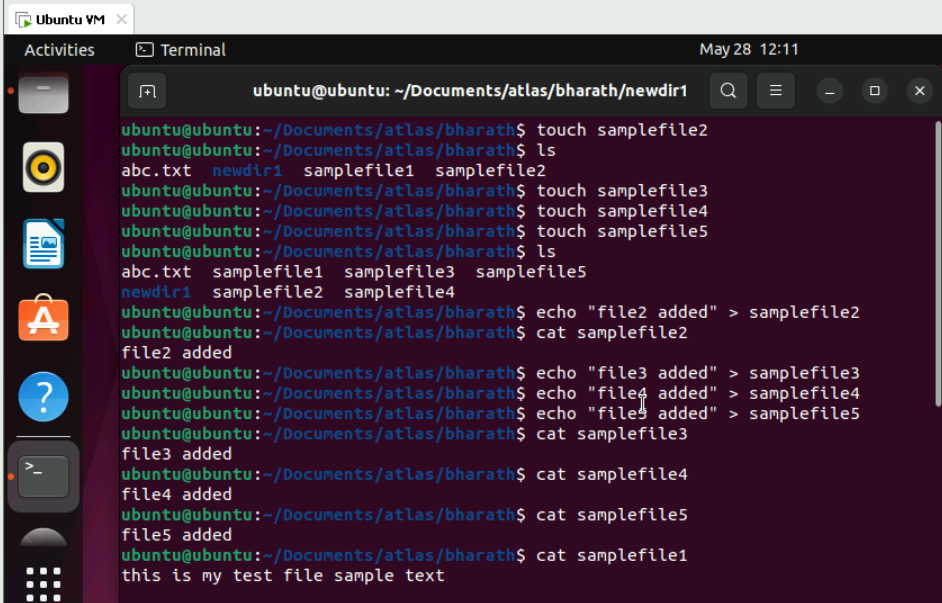 Ubuntu VM
Activities
Terminal
May 28 12:11
ubuntu@ubuntu: ~/Documents/atlas/bharath/newdir1
ubuntu@ubuntu:~/Documents/atlas/bharath$ touch samplefile2
ubuntu@ubuntu:~/Documents/atlas/bharath$ ls
abc.txt newdir1 samplefile1 samplefile2
ubuntu@ubuntu:~/Documents/atlas/bharath$ touch samplefile3
ubuntu@ubuntu:~/Documents/atlas/bharath$ touch samplefile4
ubuntu@ubuntu:~/Documents/atlas/bharath$ touch samplefile5
ubuntu@ubuntu:~/Documents/atlas/bharath$ ls
abc.txt samplefile1 samplefile3 samplefile5
newdir1 samplefile2 samplefile4
ubuntu@ubuntu:~/Documents/atlas/bharath$ echo "file2 added" > samplefile2
ubuntu@ubuntu:~/Documents/atlas/bharath$ cat samplefile2
file2 added
ubuntu@ubuntu:~/Documents/atlas/bharath$ echo "file3 added" > samplefile3
ubuntu@ubuntu:~/Documents/atlas/bharath$ echo "file4 added" > samplefile4
ubuntu@ubuntu:~/Documents/atlas/bharath$ echo "file5 added" > samplefile5
ubuntu@ubuntu:~/Documents/atlas/bharath$ cat samplefile3
file3 added
ubuntu@ubuntu:~/Documents/atlas/bharath$ cat samplefile4
file4 added
ubuntu@ubuntu:~/Documents/atlas/bharath$ cat samplefile5
file5 added
ubuntu@ubuntu:~/Documents/atlas/bharath$ cat samplefile1
this is my test file sample text